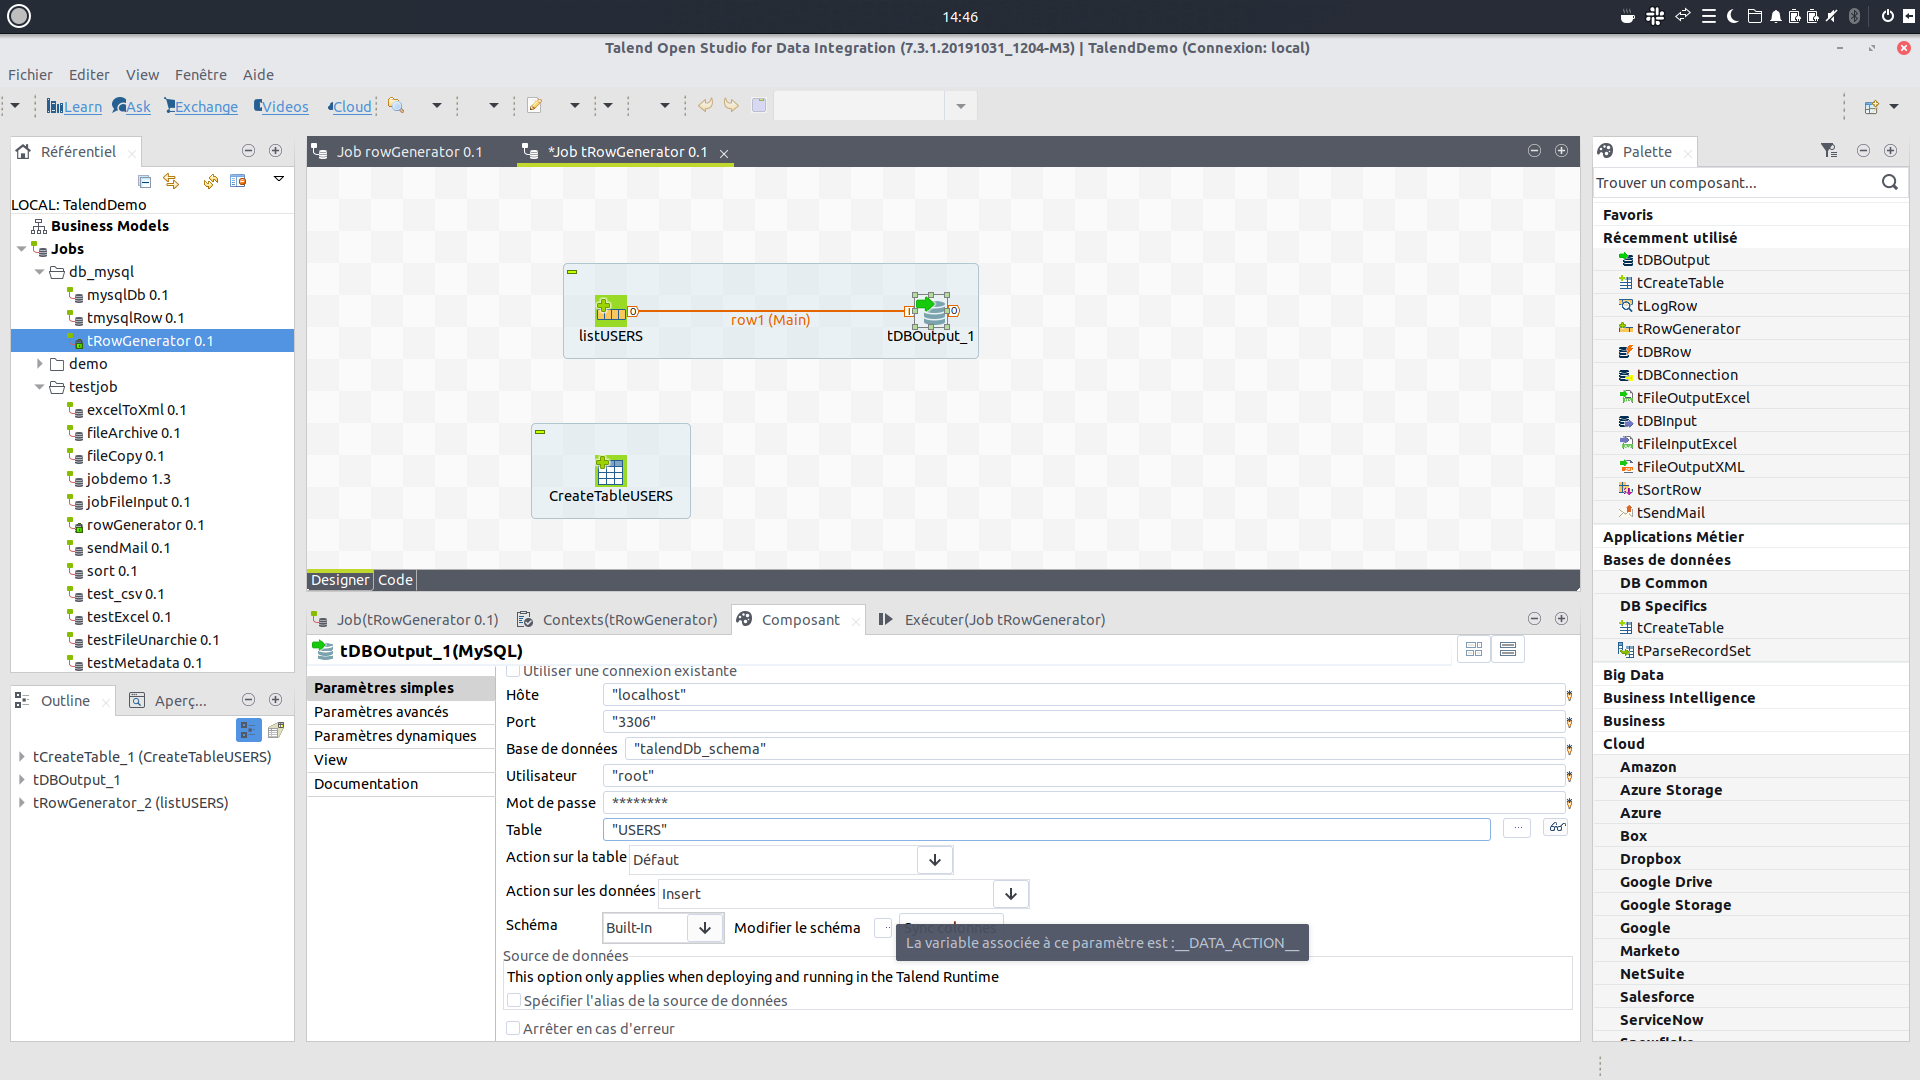 14:46
Talend Open Studio for Data Integration (7.3.1.20191031_1204-M3) | TalendDemo (Connexion: local)
Fichier Editer View Fenêtre Aide
Learn Ask Exchange Videos Cloud
Référentiel
LOCAL: TalendDemo
Business Models
Jobs
db_mysql
mysqlDb 0.1
tmysqlRow 0.1
tRowGenerator 0.1
demo
testjob
excelToXml 0.1
fileArchive 0.1
fileCopy 0.1
jobdemo 1.3
jobFileInput 0.1
rowGenerator 0.1
sendMail 0.1
sort 0.1
test_csv 0.1
testExcel 0.1
testFileUnarchie 0.1
testMetadata 0.1
Outline Aperç...
tCreateTable_1 (CreateTableUSERS)
tDBOutput_1
tRowGenerator_2 (listUSERS)
Job rowGenerator 0.1 *Job tRowGenerator 0.1
row1 (Main)
listUSERS tDBOutput_1
CreateTableUSERS
Designer Code
Job(tRowGenerator 0.1) Contexts(tRowGenerator) Composant Exécuter(Job tRowGenerator)
tDBOutput_1(MySQL)
Paramètres simples
Paramètres avancés
Paramètres dynamiques
View
Documentation
Utiliser une connexion existante
Hôte "localhost"
Port "3306"
Base de données "talendDb_schema"
Utilisateur "root"
Mot de passe ********
Table "USERS" ...
Action sur la table Défaut
Action sur les données Insert
Schéma Built-In Modifier le schéma Sync colonnes
La variable associée à ce paramètre est :__DATA_ACTION__
Source de données
This option only applies when deploying and running in the Talend Runtime
Spécifier l'alias de la source de données
Arrêter en cas d'erreur
Palette
Trouver un composant...
Favoris
Récemment utilisé
tDBOutput
tCreateTable
tLogRow
tRowGenerator
tDBRow
tDBConnection
tFileOutputExcel
tDBInput
tFileInputExcel
tFileOutputXML
tSortRow
tSendMail
Applications Métier
Bases de données
DB Common
DB Specifics
tCreateTable
tParseRecordSet
Big Data
Business Intelligence
Business
Cloud
Amazon
Azure Storage
Azure
Box
Dropbox
Google Drive
Google Storage
Google
Marketo
NetSuite
Salesforce
ServiceNow